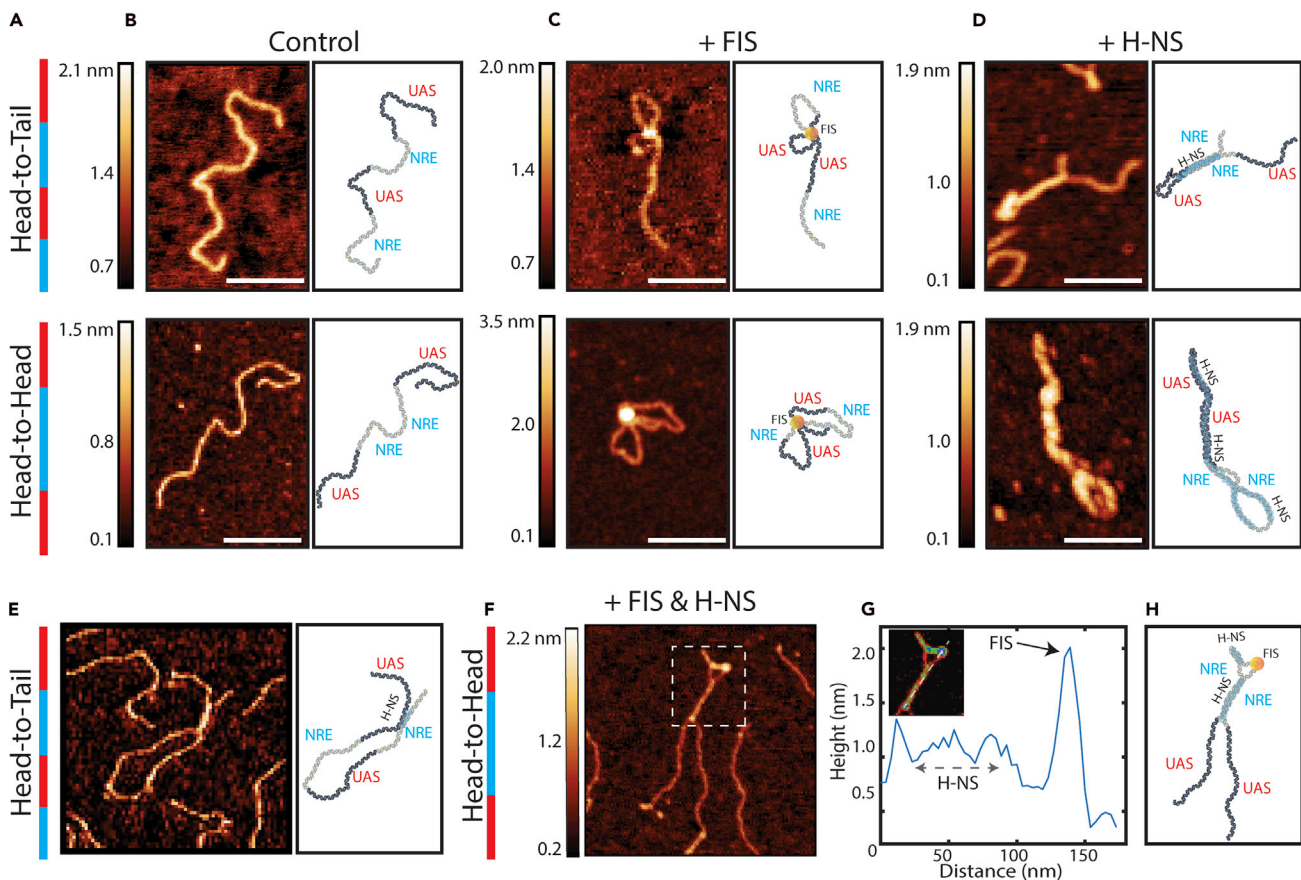 A
B
C
D
Control
+ FIS
+ H-NS
Head-to-Tail
2.1 nm
1.4
0.7
UAS
NRE
UAS
NRE
2.0 nm
1.4
0.7
NRE
FIS
UAS
UAS
NRE
1.9 nm
1.0
0.1
NRE
H-NS
NRE
UAS
UAS
Head-to-Head
1.5 nm
0.8
0.1
UAS
NRE
NRE
UAS
3.5 nm
2.0
0.1
UAS
NRE
FIS
NRE
UAS
1.9 nm
1.0
0.1
H-NS
UAS
UAS
H-NS
NRE
NRE
H-NS
E
F
+ FIS & H-NS
G
H
Head-to-Tail
UAS
H-NS
NRE
NRE
UAS
Head-to-Head
2.2 nm
1.2
0.2
Height (nm)
2.0
1.5
1.0
0.5
0
FIS
H-NS
0
50
100
150
Distance (nm)
H-NS
FIS
NRE
H-NS
NRE
UAS
UAS